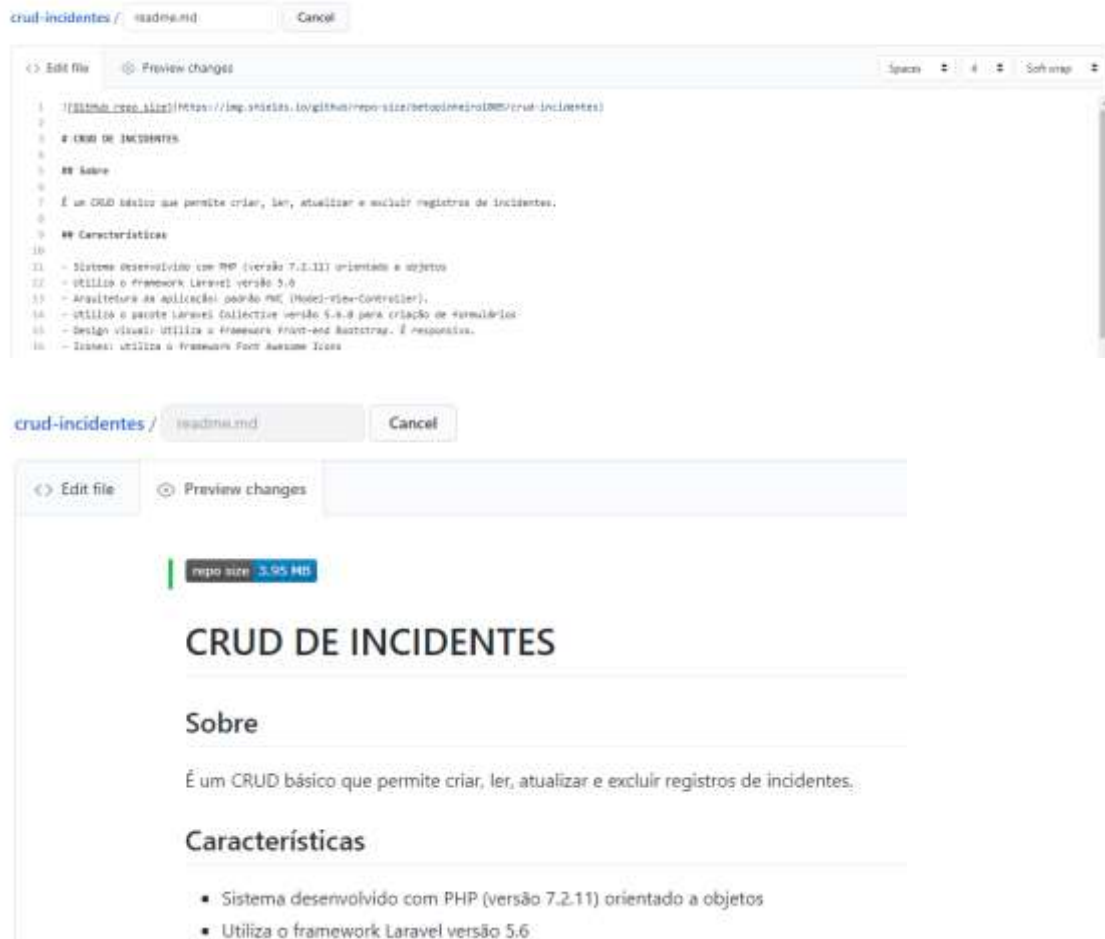 crud-incidentes / readme.md Cancel
<> Edit file Preview changes Spaces 4 Soft wrap
1 ![GitHub repo size](https://img.shields.io/github/repo-size/betopinheiro1005/crud-incidentes)
2
3 # CRUD DE INCIDENTES
4
5 ## Sobre
6
7 É um CRUD básico que permite criar, ler, atualizar e excluir registros de incidentes.
8
9 ## Características
10
11 - Sistema desenvolvido com PHP (versão 7.2.11) orientado a objetos
12 - Utiliza o framework Laravel versão 5.6
13 - Arquitetura da aplicação: padrão MVC (Model-View-Controller).
14 - Utiliza o pacote Laravel Collective versão 5.6.0 para criação de formulários
15 - Design visual: Utiliza o framework Front-end Bootstrap. É responsivo.
16 - Icones: utiliza o framework Font Awesome Icons
crud-incidentes / readme.md Cancel
<> Edit file Preview changes
repo size 3.95 MB
CRUD DE INCIDENTES
Sobre
É um CRUD básico que permite criar, ler, atualizar e excluir registros de incidentes.
Características
• Sistema desenvolvido com PHP (versão 7.2.11) orientado a objetos
• Utiliza o framework Laravel versão 5.6